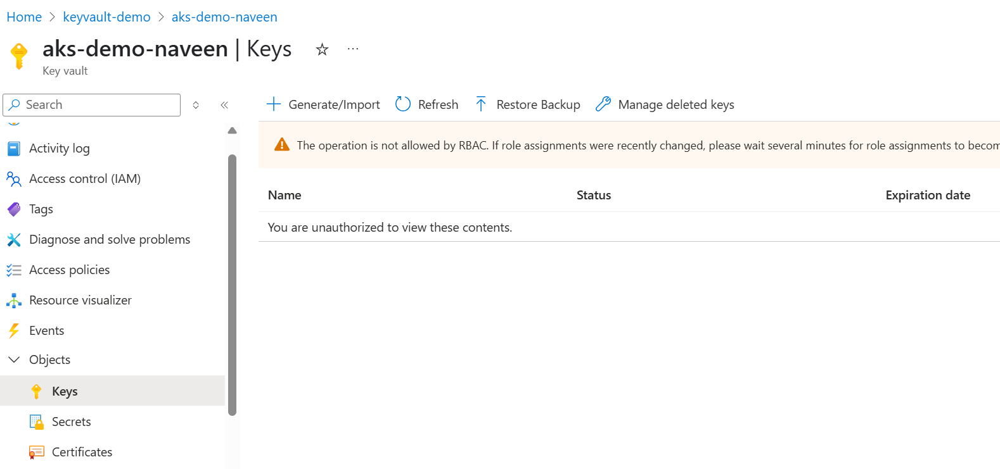 Home > keyvault-demo > aks-demo-naveen
aks-demo-naveen | Keys
Key vault
Search
Generate/Import
Refresh
Restore Backup
Manage deleted keys
Activity log
Access control (IAM)
Tags
Diagnose and solve problems
Access policies
Resource visualizer
Events
Objects
Keys
Secrets
Certificates
The operation is not allowed by RBAC. If role assignments were recently changed, please wait several minutes for role assignments to becom
Name Status Expiration date
You are unauthorized to view these contents.